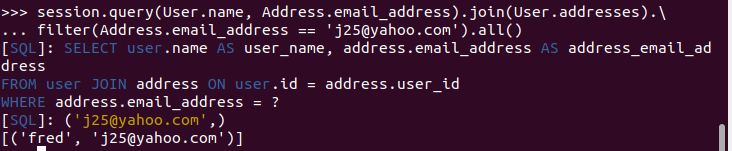 >>> session.query(User.name, Address.email_address).join(User.addresses).\
... filter(Address.email_address == 'j25@yahoo.com').all()
[SQL]: SELECT user.name AS user_name, address.email_address AS address_email_ad
dress
FROM user JOIN address ON user.id = address.user_id
WHERE address.email_address = ?
[SQL]: ('j25@yahoo.com',)
[('fred', 'j25@yahoo.com')]